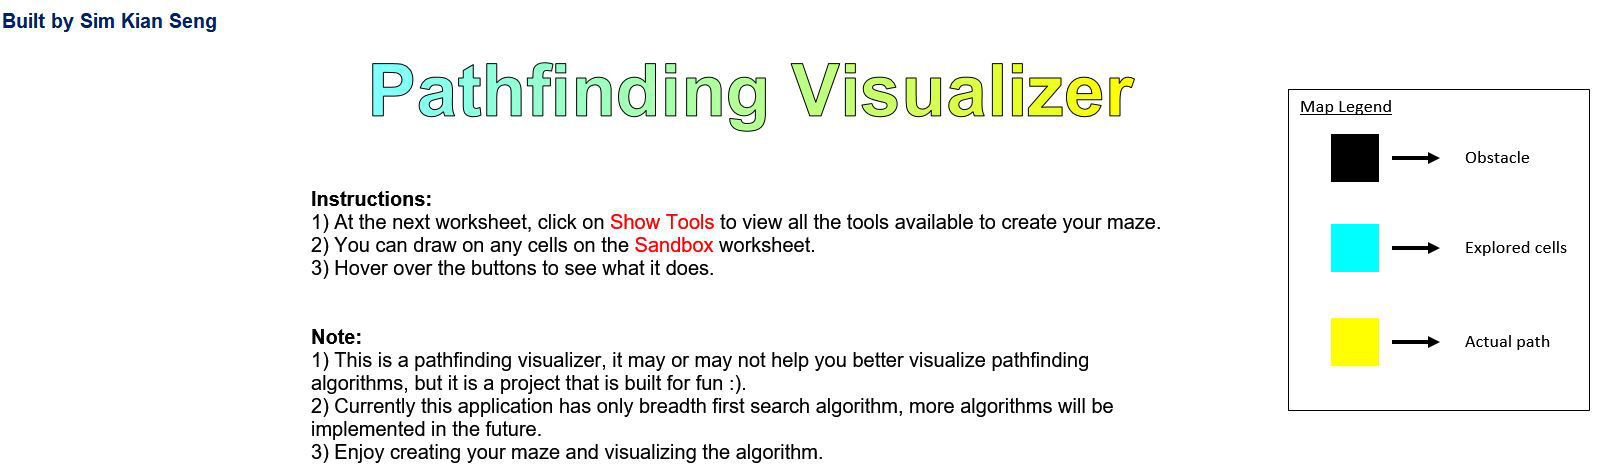 Built by Sim Kian Seng
Pathfinding Visualizer
Instructions:
1) At the next worksheet, click on Show Tools to view all the tools available to create your maze.
2) You can draw on any cells on the Sandbox worksheet.
3) Hover over the buttons to see what it does.
Note:
1) This is a pathfinding visualizer, it may or may not help you better visualize pathfinding
algorithms, but it is a project that is built for fun :).
2) Currently this application has only breadth first search algorithm, more algorithms will be
implemented in the future.
3) Enjoy creating your maze and visualizing the algorithm.
Map Legend
Obstacle
Explored cells
Actual path